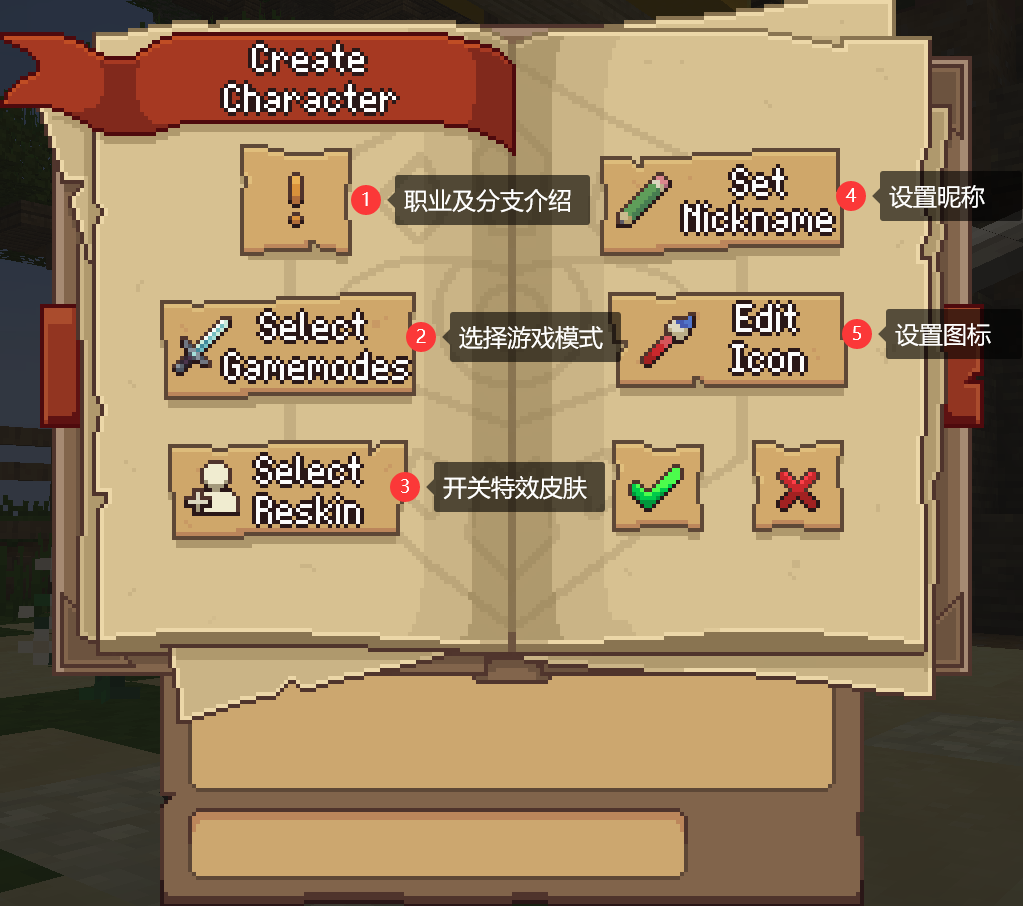 Create
Character
1 职业及分支介绍
Set
Nickname
4 设置昵称
Select
Gamemodes
2 选择游戏模式
Edit
Icon
5 设置图标
Select
Reskin
3 开关特效皮肤